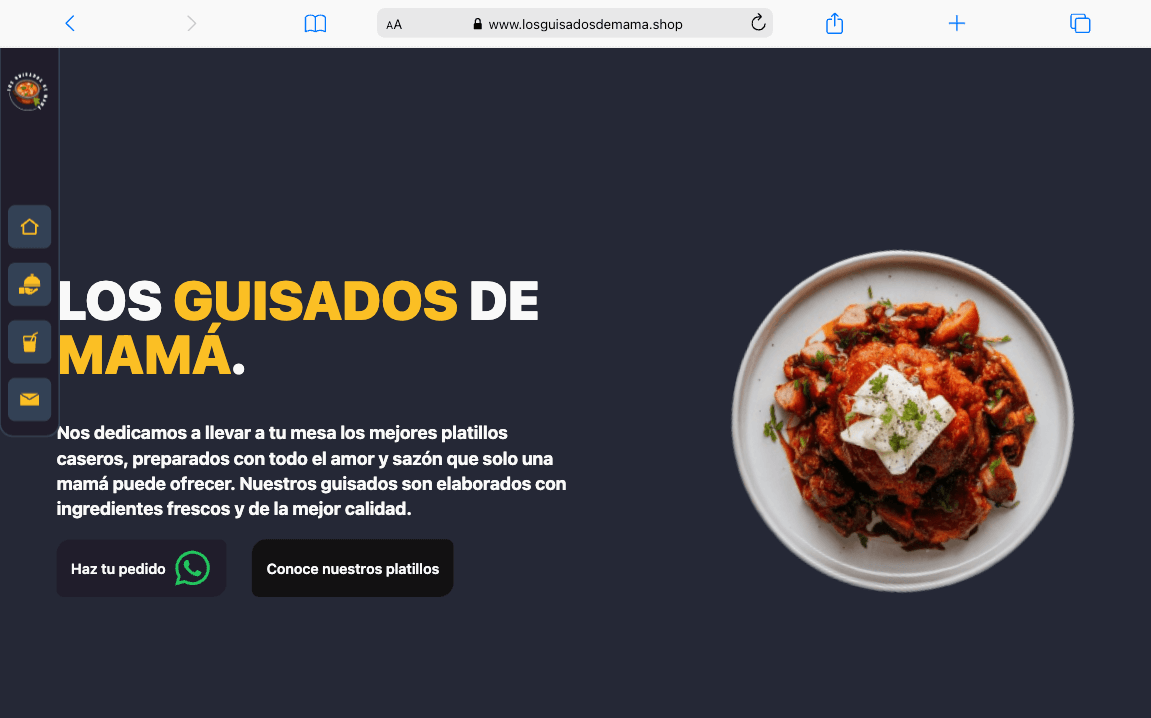 AA
www.losguisadosdemama.shop
LOS GUISADOS DE
MAMÁ.
Nos dedicamos a llevar a tu mesa los mejores platillos
caseros, preparados con todo el amor y sazón que solo una
mamá puede ofrecer. Nuestros guisados son elaborados con
ingredientes frescos y de la mejor calidad.
Haz tu pedido
Conoce nuestros platillos